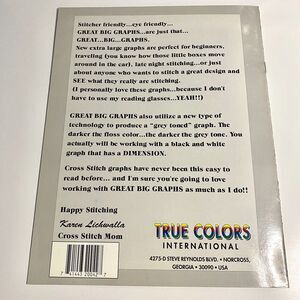 Stitcher friendly...eye friendly...
GREAT BIG GRAPHS...are just that...
GREAT...BIG...GRAPHS.
New extra large graphs are perfect for beginners,
traveling (you know how those little boxes move
around in the car), late night stitching...or just
about anyone who wants to stitch a great design and
SEE what they really are stitching.
(I personally love these graphs...because I don't
have to use my reading glasses...YEAH!!)
GREAT BIG GRAPHS also utilize a new type of
technology to produce a "grey toned" graph. The
darker the floss color...the darker the grey tone. You
actually will be working with a black and white
graph that has a DIMENSION.
Cross Stitch graphs have never been this easy to
read before... and I'm sure you're going to love
working with GREAT BIG GRAPHS as much as I do!!
Happy Stitching
Karen Lichwalla
Cross Stitch Mom
TRUE COLORS
INTERNATIONAL
4275-D STEVE REYNOLDS BLVD. • NORCROSS,
GEORGIA • 30090 • USA
7 41443 20042 7